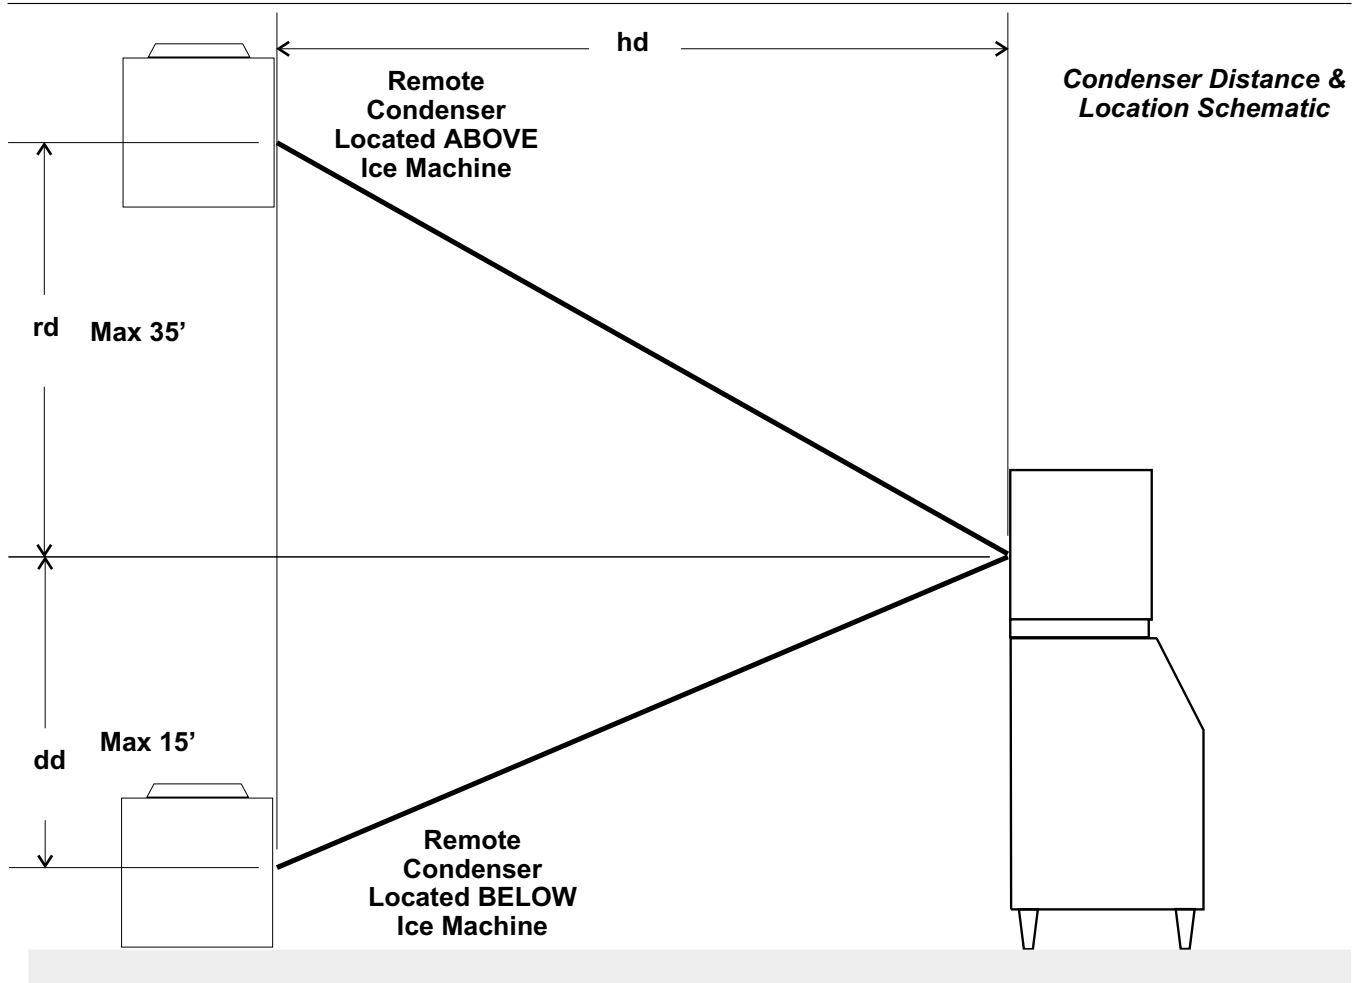 hd
Condenser Distance &
Location Schematic
Remote
Condenser
Located ABOVE
Ice Machine
rd
Max 35’
Max 15’
dd
Remote
Condenser
Located BELOW
Ice Machine